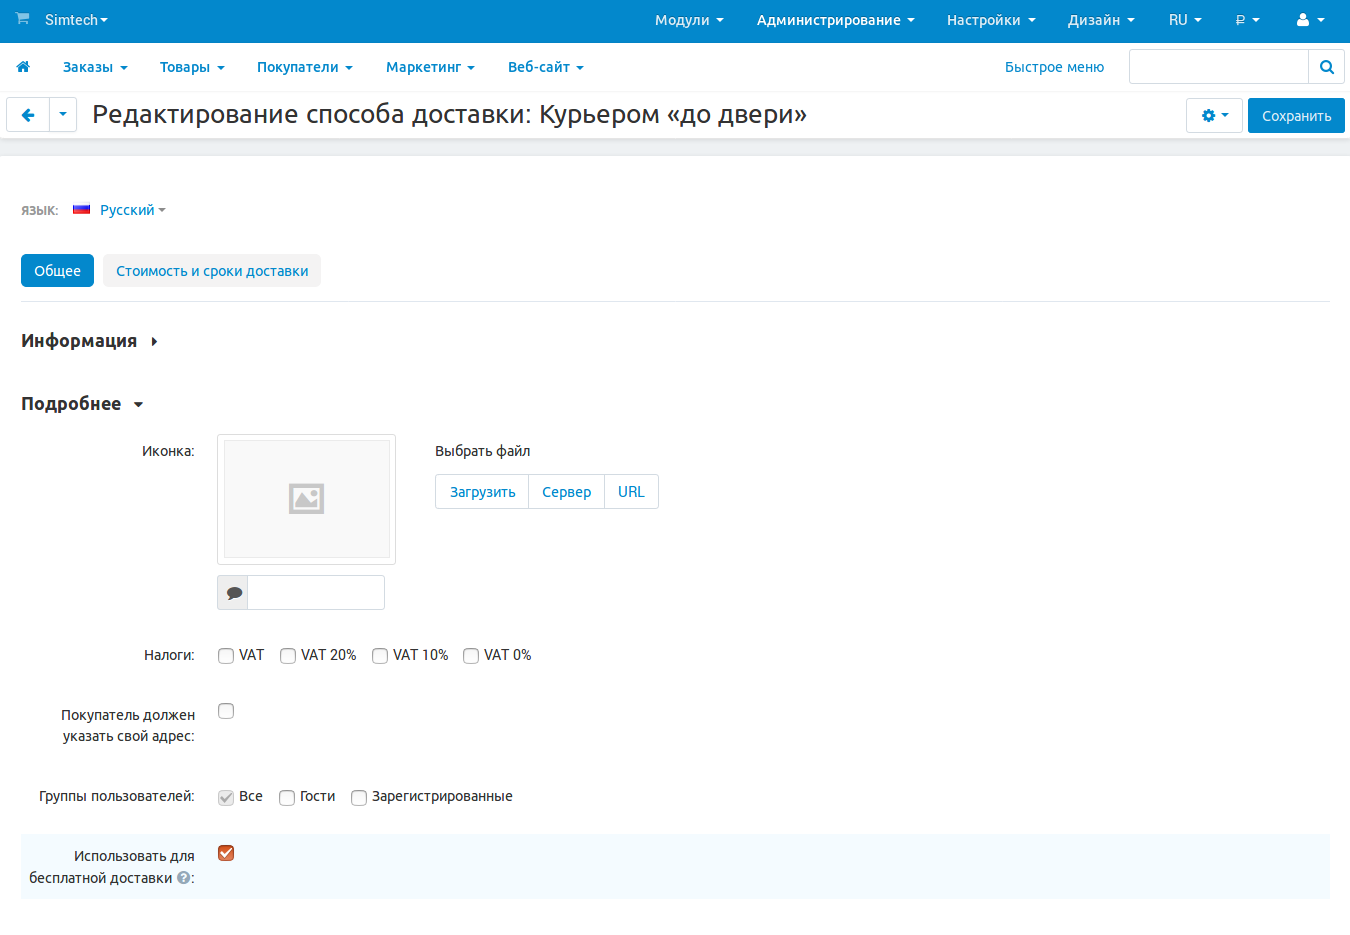 Simtech Модули Администрирование Настройки Дизайн RU ₽
Заказы Товары Покупатели Маркетинг Веб-сайт Быстрое меню
Редактирование способа доставки: Курьером «до двери» Сохранить
ЯЗЫК: Русский
Общее Стоимость и сроки доставки
Информация
Подробнее
Иконка: Выбрать файл
Загрузить Сервер URL
Налоги: VAT VAT 20% VAT 10% VAT 0%
Покупатель должен
указать свой адрес:
Группы пользователей: Все Гости Зарегистрированные
Использовать для
бесплатной доставки ?: